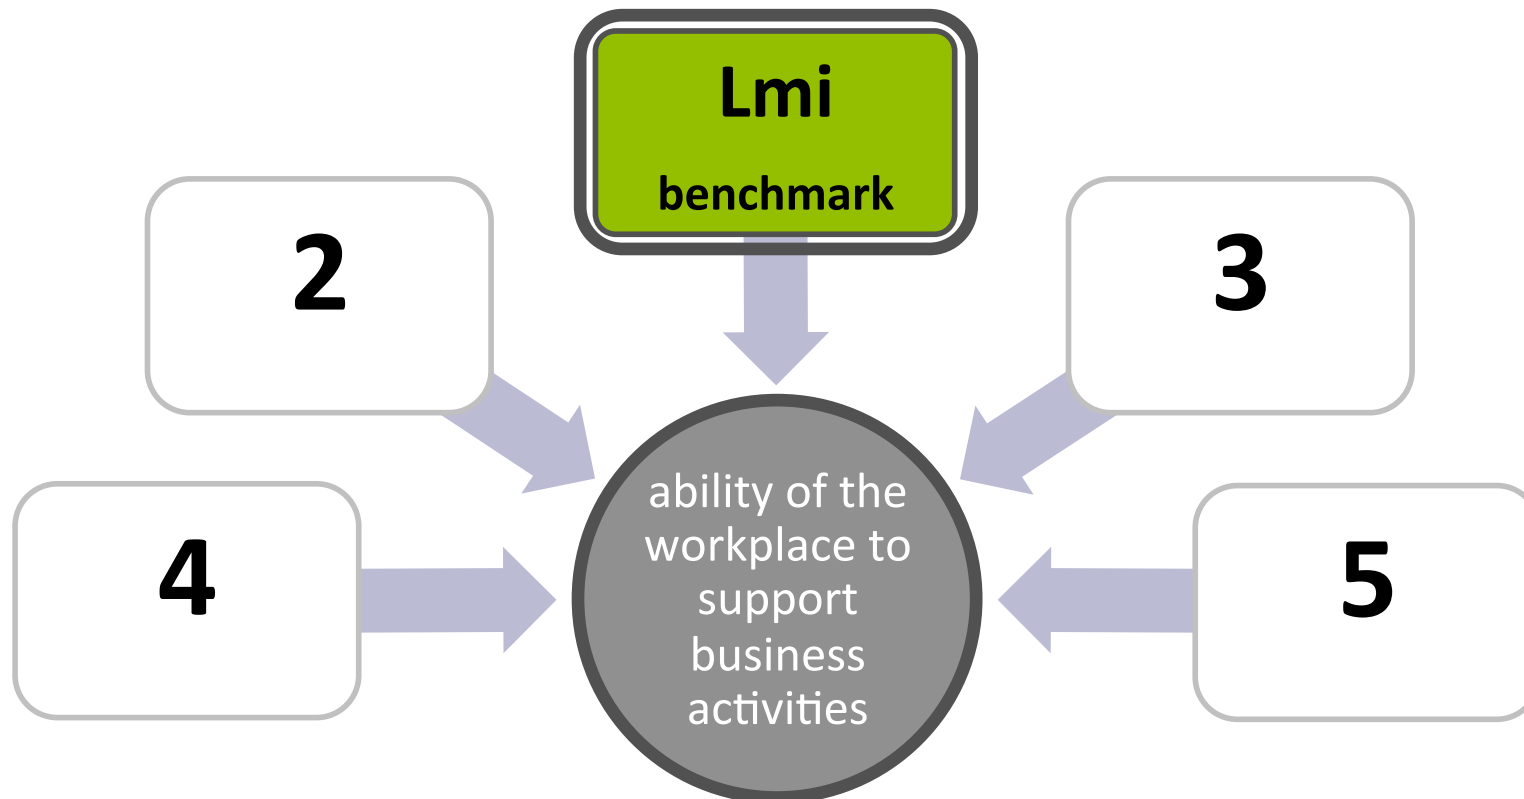 Lmi
benchmark
2
3
4
5
ability of the
workplace to
support
business
activities